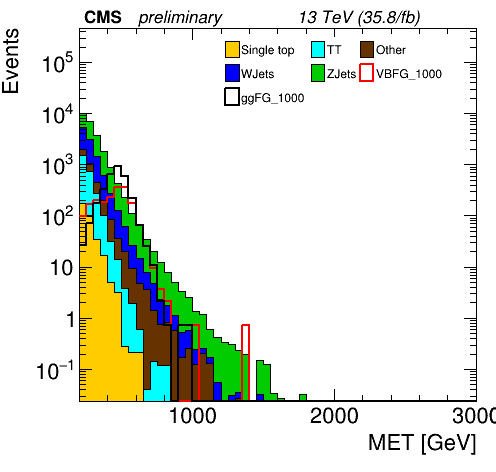 CMS preliminary 13 TeV (35.8/fb)
Events
Single top TT Other
WJets ZJets VBFG_1000
ggFG_1000
10^5
10^4
10^3
10^2
10
1
10^−1
1000 2000 3000
MET [GeV]